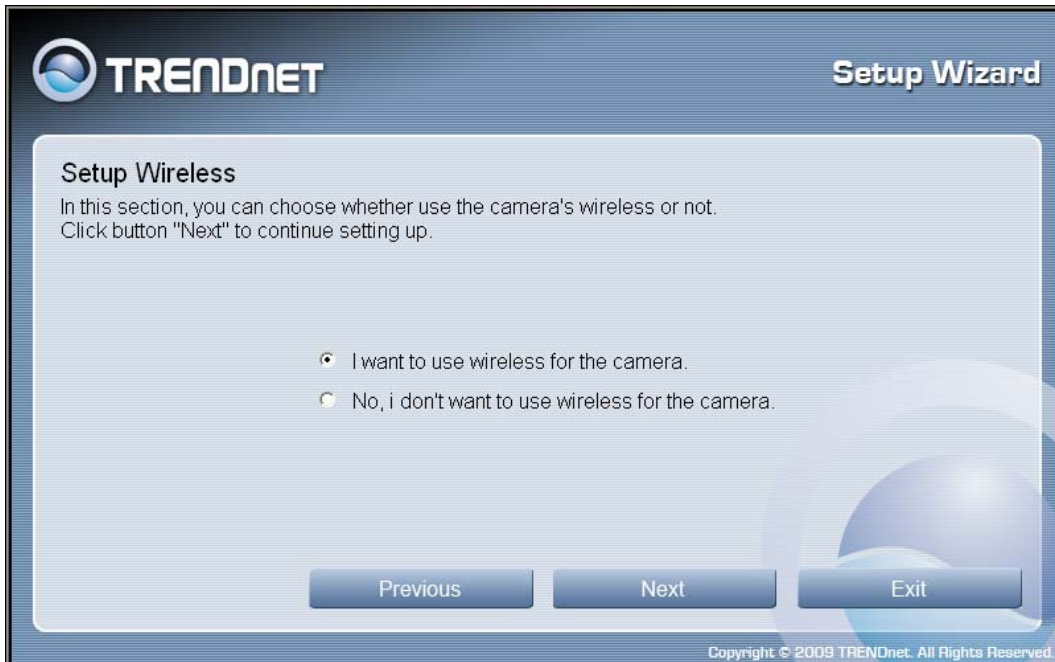 TRENDnet
Setup Wizard
Setup Wireless
In this section, you can choose whether use the camera's wireless or not.
Click button "Next" to continue setting up.
I want to use wireless for the camera.
No, i don't want to use wireless for the camera.
Previous
Next
Exit
Copyright © 2009 TRENDnet. All Rights Reserved.